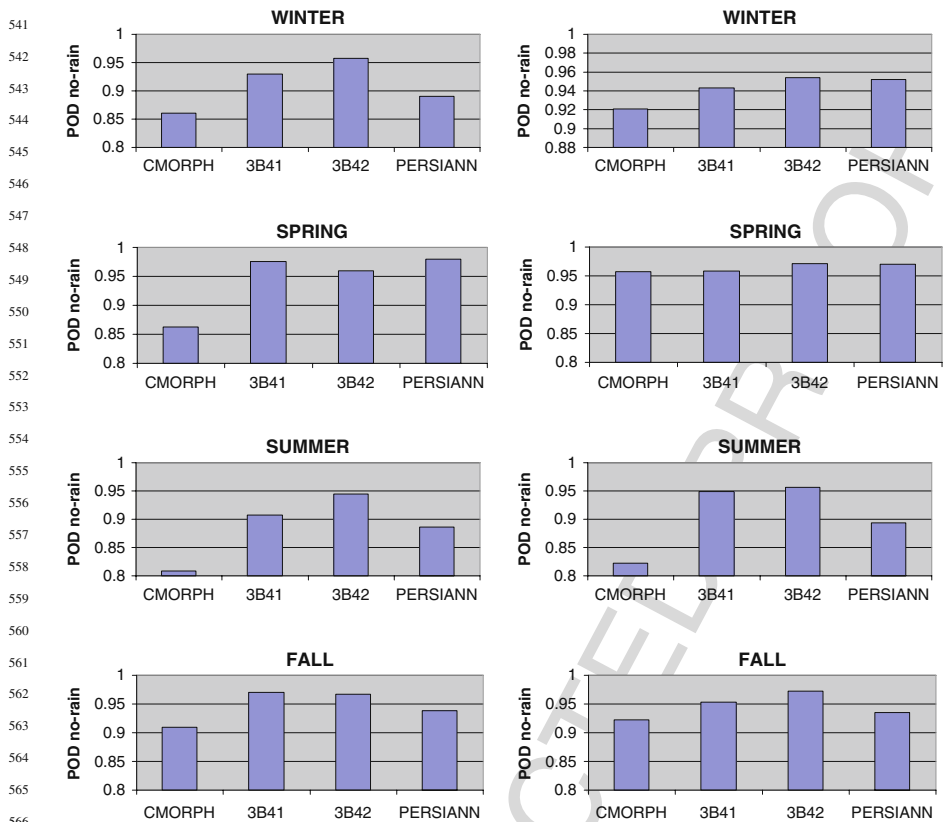 541
542
543
544
545
546
547
548
549
550
551
552
553
554
555
556
557
558
559
560
561
562
563
564
565
566
WINTER
POD no-rain
1
0.95
0.9
0.85
0.8
CMORPH 3B41 3B42 PERSIANN
WINTER
POD no-rain
1
0.98
0.96
0.94
0.92
0.9
0.88
CMORPH 3B41 3B42 PERSIANN
SPRING
POD no-rain
1
0.95
0.9
0.85
0.8
CMORPH 3B41 3B42 PERSIANN
SPRING
POD no-rain
1
0.95
0.9
0.85
0.8
CMORPH 3B41 3B42 PERSIANN
SUMMER
POD no-rain
1
0.95
0.9
0.85
0.8
CMORPH 3B41 3B42 PERSIANN
SUMMER
POD no-rain
1
0.95
0.9
0.85
0.8
CMORPH 3B41 3B42 PERSIANN
FALL
POD no-rain
1
0.95
0.9
0.85
0.8
CMORPH 3B41 3B42 PERSIANN
FALL
POD no-rain
1
0.95
0.9
0.85
0.8
CMORPH 3B41 3B42 PERSIANN